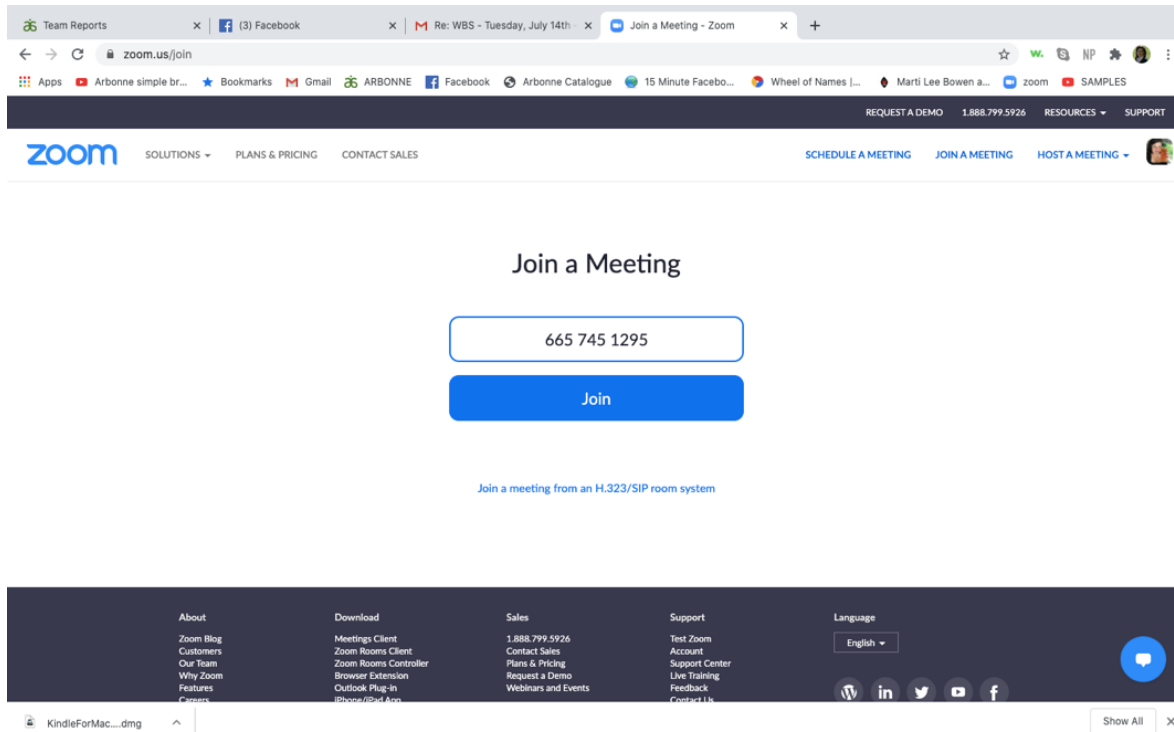 Team Reports
(3) Facebook
Re: WBS - Tuesday, July 14th -
Join a Meeting - Zoom
zoom.us/join
Apps Arbonne simple br... Bookmarks Gmail ARBONNE Facebook Arbonne Catalogue 15 Minute Facebo... Wheel of Names |... Marti Lee Bowen a... zoom SAMPLES
REQUEST A DEMO 1.888.799.5926 RESOURCES SUPPORT
zoom SOLUTIONS PLANS & PRICING CONTACT SALES SCHEDULE A MEETING JOIN A MEETING HOST A MEETING
Join a Meeting
665 745 1295
Join
Join a meeting from an H.323/SIP room system
About
Zoom Blog
Customers
Our Team
Why Zoom
Features
Careers
Download
Meetings Client
Zoom Rooms Client
Zoom Rooms Controller
Browser Extension
Outlook Plug-in
iPhone/iPad App
Sales
1.888.799.5926
Contact Sales
Plans & Pricing
Request a Demo
Webinars and Events
Support
Test Zoom
Account
Support Center
Live Training
Feedback
Contact Us
Language
English
KindleForMac....dmg
Show All